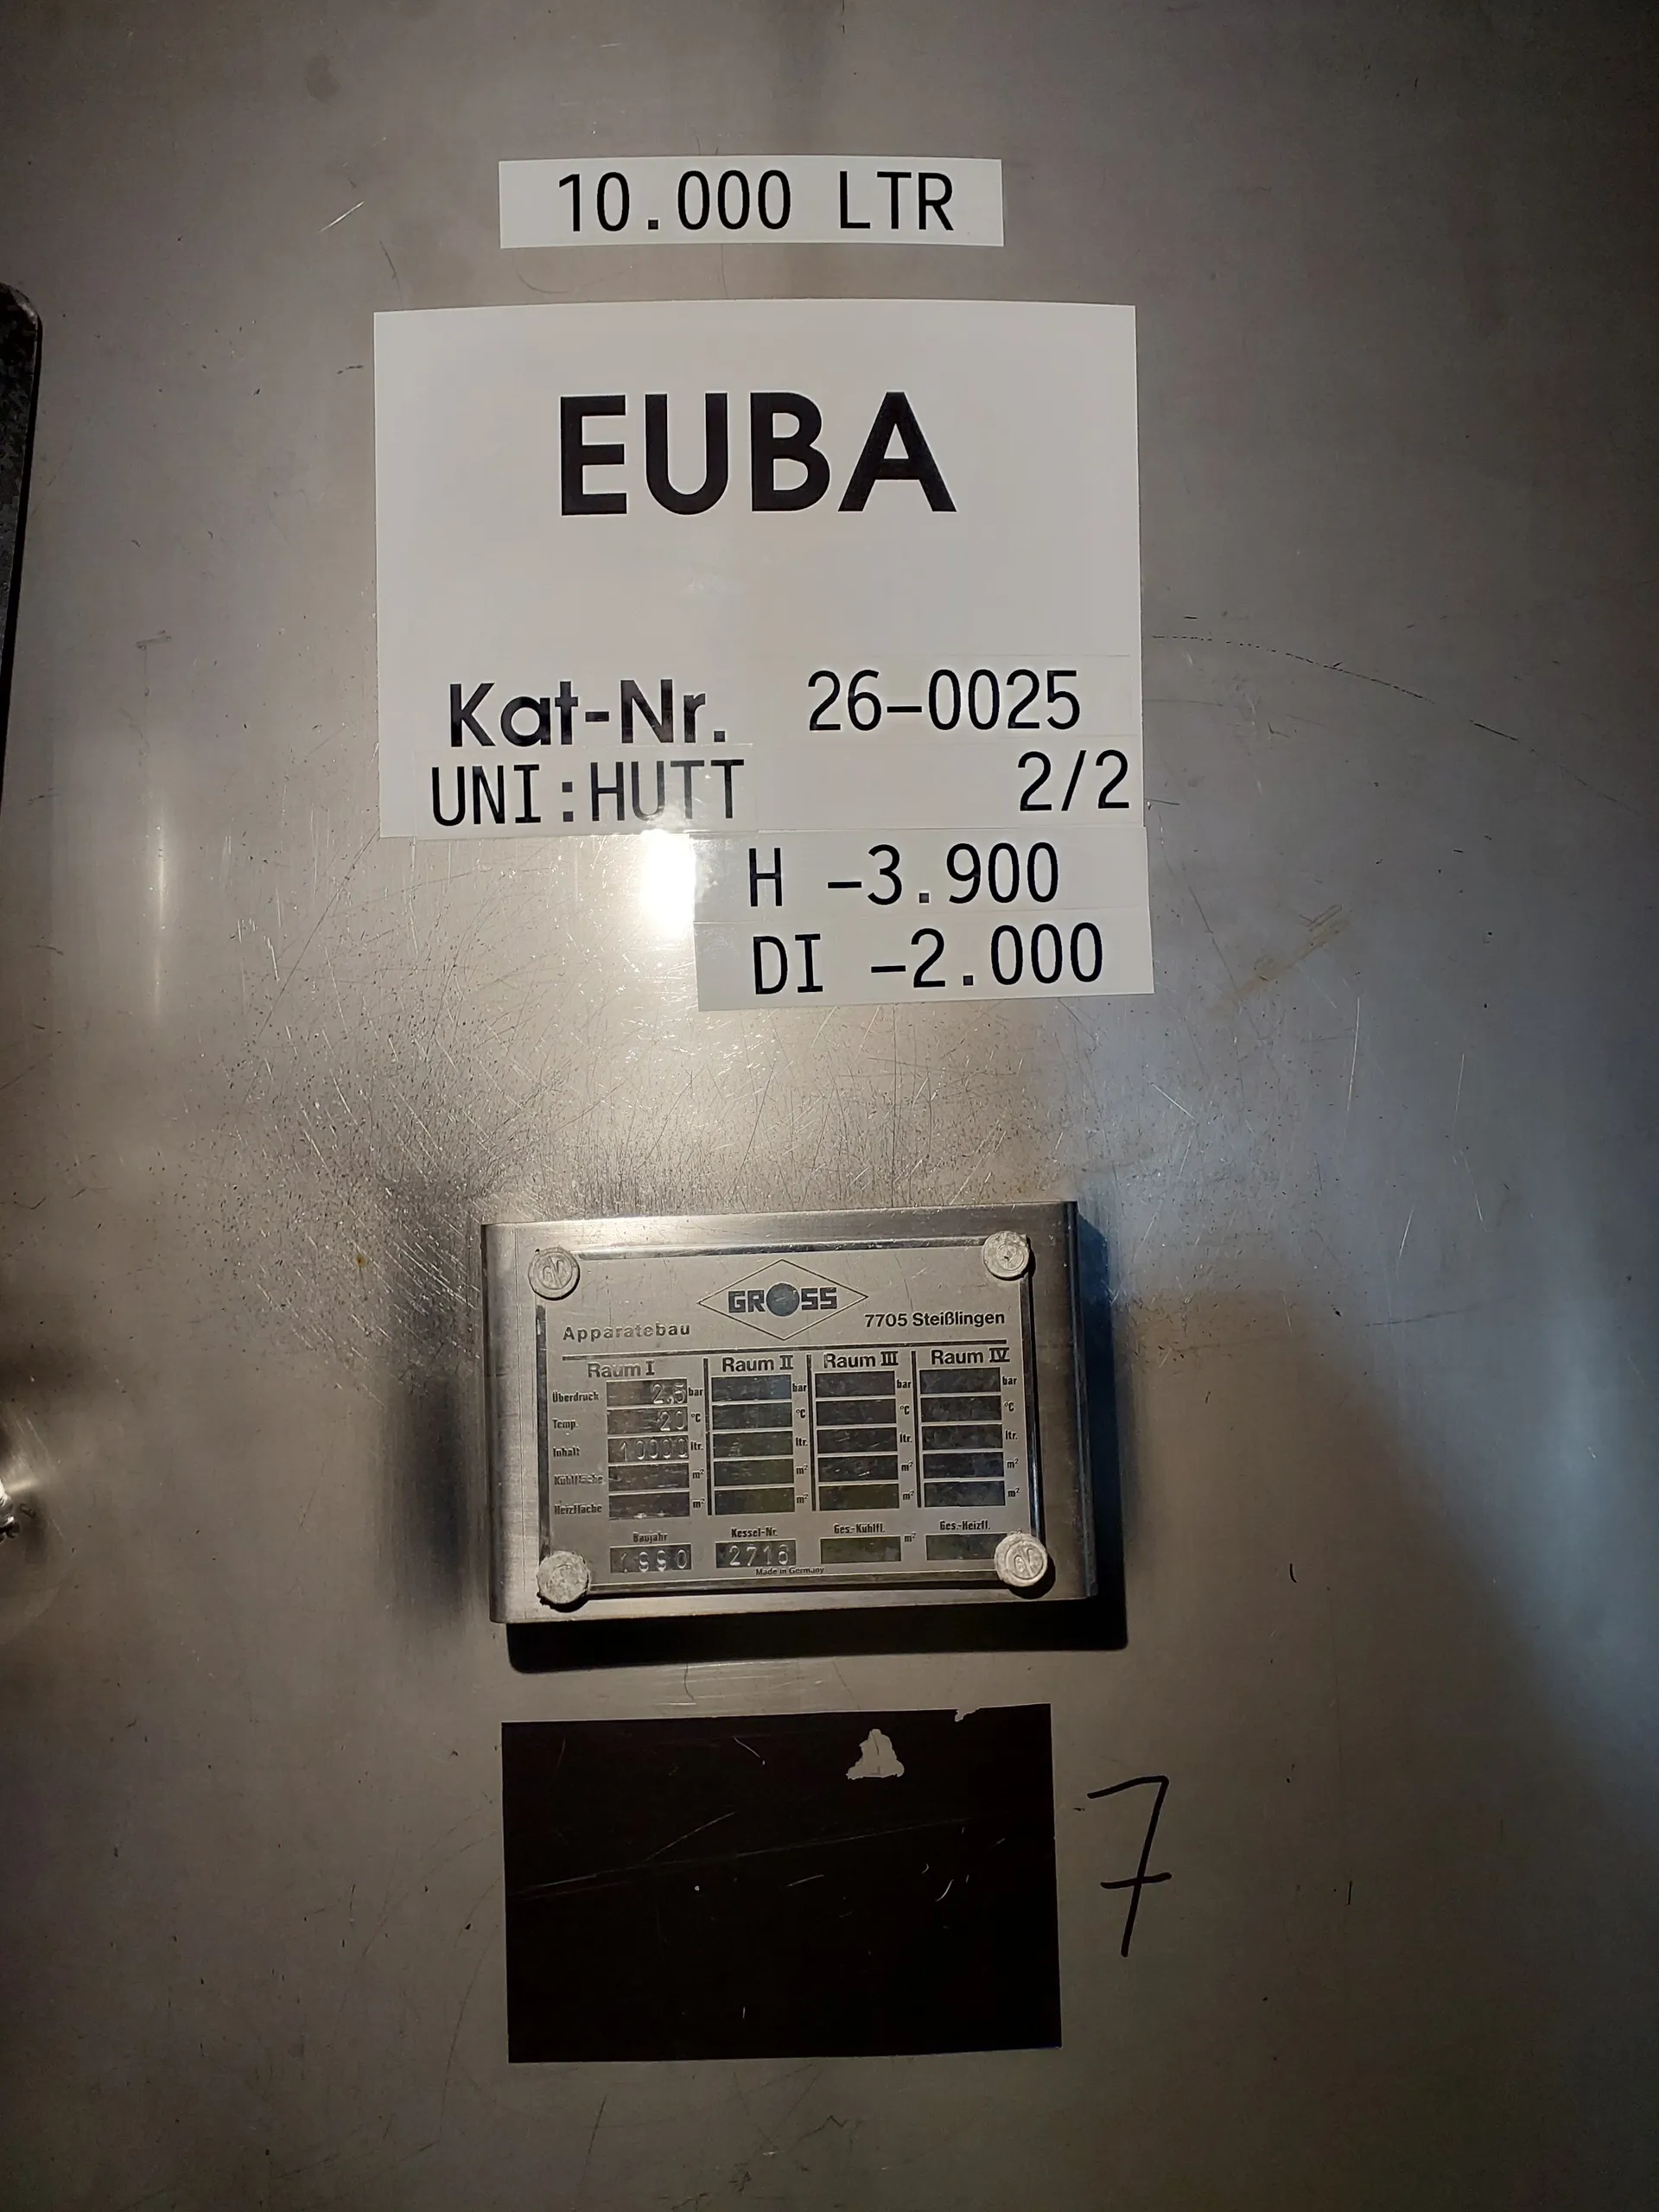 10.000 LTR
EUBA
Kat-Nr. 26-0025
UNI:HUTT 2/2
H -3.900
DI -2.000
GROSS
Apparatebau 7705 Steißlingen
Raum I Raum II Raum III Raum IV
Überdruck 2,5 bar bar bar bar
Temp. 20 °C °C °C °C
Inhalt 10000 ltr. ltr. ltr. ltr.
Kühlfläche m² m² m² m²
Heizfläche m² m² m² m²
Baujahr Kessel-Nr. Ges.-Kühlfl. Ges.-Heizfl.
1990 2716 m²
Made in Germany
7